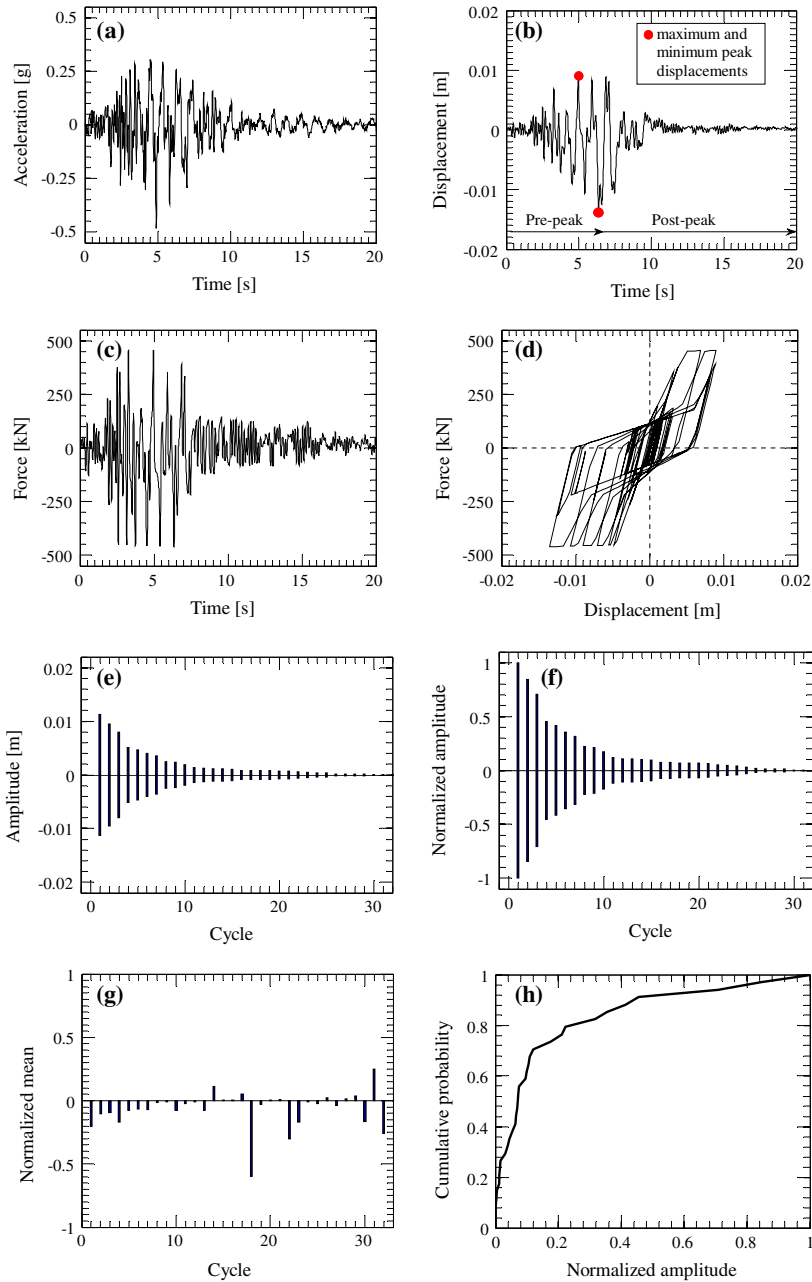 (a)
Acceleration [g]
0.5
0.25
0
-0.25
-0.5
0 5 10 15 20
Time [s]
(b)
maximum and
minimum peak
displacements
Displacement [m]
0.02
0.01
0
-0.01
-0.02
Pre-peak
Post-peak
0 5 10 15 20
Time [s]
(c)
Force [kN]
500
250
0
-250
-500
0 5 10 15 20
Time [s]
(d)
Force [kN]
500
250
0
-250
-500
-0.02 -0.01 0 0.01 0.02
Displacement [m]
(e)
Amplitude [m]
0.02
0.01
0
-0.01
-0.02
0 10 20 30
Cycle
(f)
Normalized amplitude
1
0.5
0
-0.5
-1
0 10 20 30
Cycle
(g)
Normalized mean
1
0.5
0
-0.5
-1
0 10 20 30
Cycle
(h)
Cumulative probability
1
0.8
0.6
0.4
0.2
0
0 0.2 0.4 0.6 0.8 1
Normalized amplitude